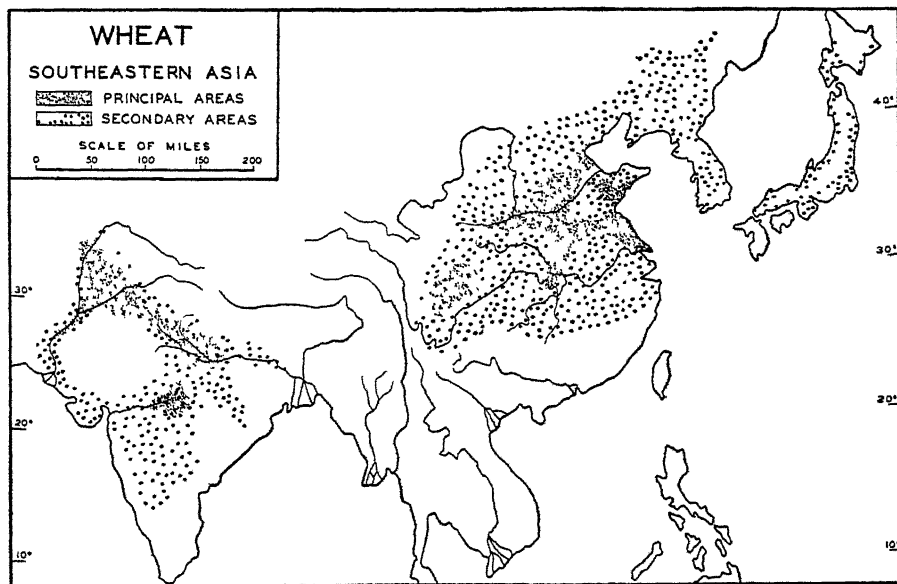 WHEAT
SOUTHEASTERN ASIA
PRINCIPAL AREAS
SECONDARY AREAS
SCALE OF MILES
0 50 100 150 200
40°
30°
30°
20°
20°
10°
10°